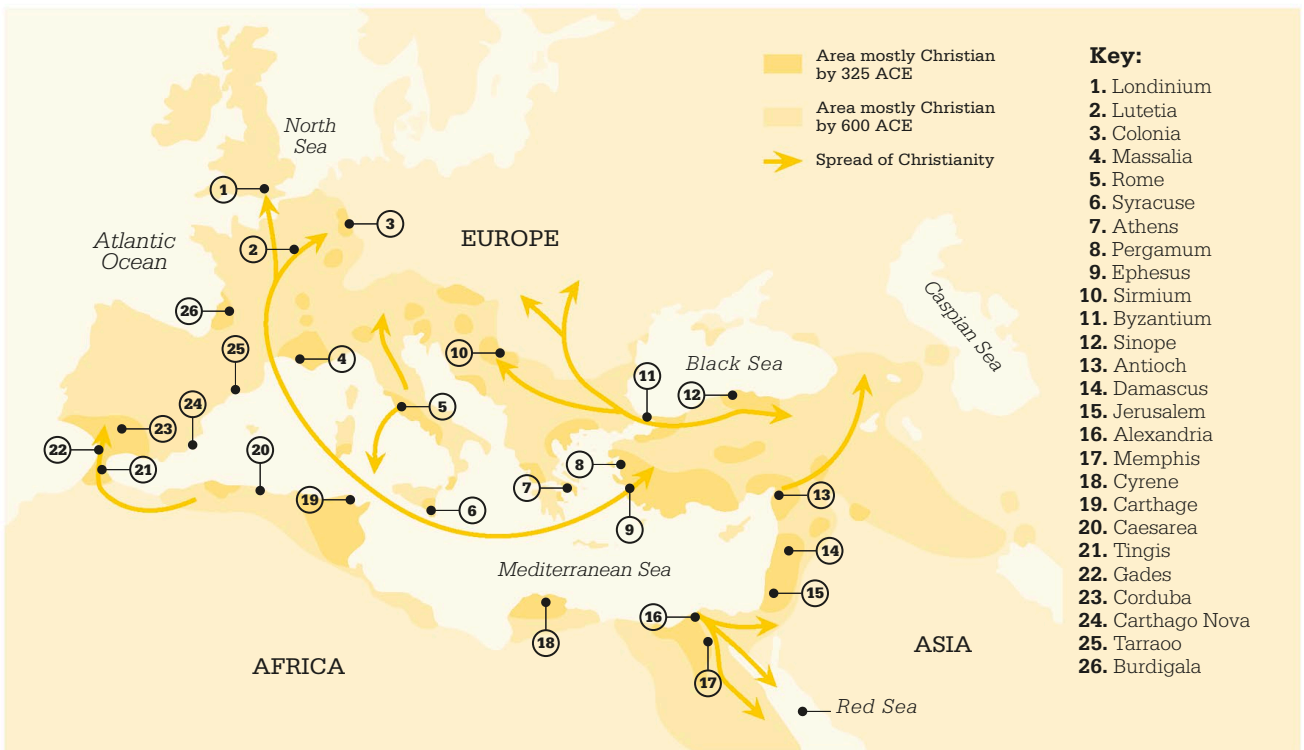 Area mostly Christian
by 325 ACE
Area mostly Christian
by 600 ACE
Spread of Christianity
Key:
1. Londinium
2. Lutetia
3. Colonia
4. Massalia
5. Rome
6. Syracuse
7. Athens
8. Pergamum
9. Ephesus
10. Sirmium
11. Byzantium
12. Sinope
13. Antioch
14. Damascus
15. Jerusalem
16. Alexandria
17. Memphis
18. Cyrene
19. Carthage
20. Caesarea
21. Tingis
22. Gades
23. Corduba
24. Carthago Nova
25. Tarraoo
26. Burdigala
North
Sea
1
3
2
EUROPE
Atlantic
Ocean
Caspian Sea
26
25
4
10
Black Sea
11
12
24
5
23
22
21
20
8
7
19
6
9
13
14
Mediterranean Sea
15
16
18
17
AFRICA
ASIA
Red Sea